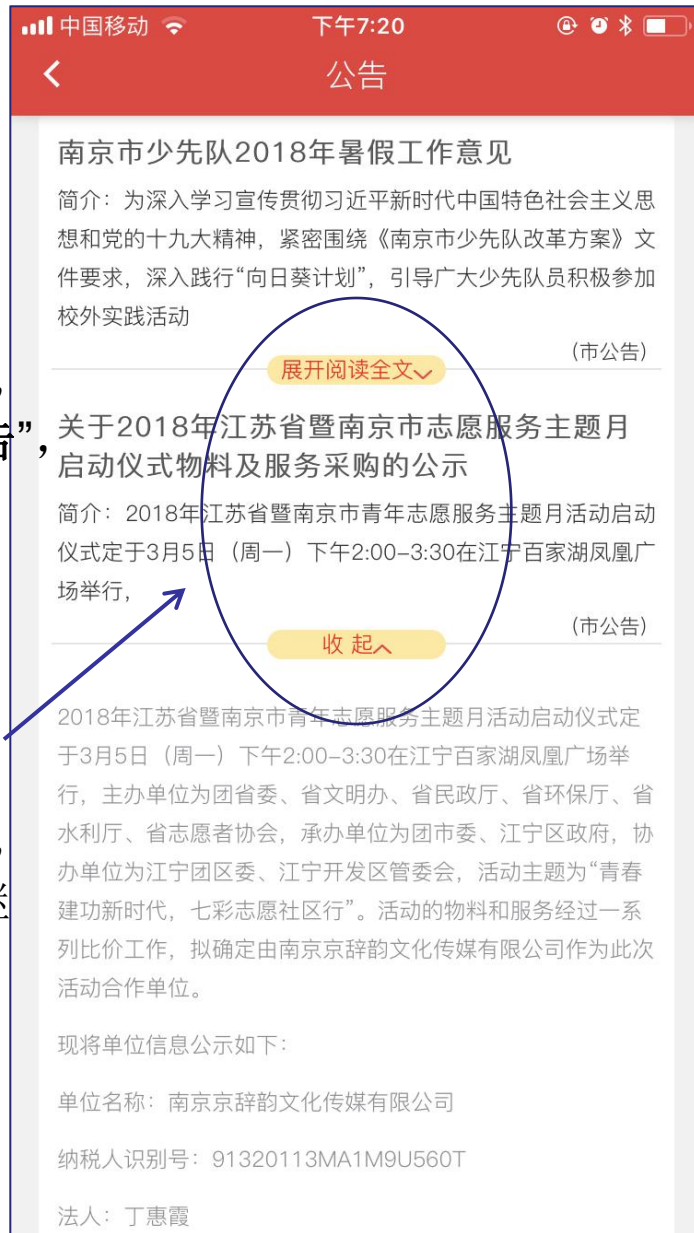 中国移动 下午7:20
公告
南京市少先队2018年暑假工作意见
简介：为深入学习宣传贯彻习近平新时代中国特色社会主义思
想和党的十九大精神，紧密围绕《南京市少先队改革方案》文
件要求，深入践行“向日葵计划”，引导广大少先队员积极参加
校外实践活动
（市公告）
展开阅读全文
”，
关于2018年江苏省暨南京市志愿服务主题月
启动仪式物料及服务采购的公示
简介：2018年江苏省暨南京市青年志愿服务主题月活动启动
仪式定于3月5日（周一）下午2:00-3:30在江宁百家湖凤凰广
场举行，
（市公告）
收 起
2018年江苏省暨南京市青年志愿服务主题月活动启动仪式定
于3月5日（周一）下午2:00-3:30在江宁百家湖凤凰广场举
行，主办单位为团省委、省文明办、省民政厅、省环保厅、省
水利厅、省志愿者协会，承办单位为团市委、江宁区政府，协
办单位为江宁团区委、江宁开发区管委会，活动主题为“青春
建功新时代，七彩志愿社区行”。活动的物料和服务经过一系
列比价工作，拟确定由南京京辞韵文化传媒有限公司作为此次
活动合作单位。
现将单位信息公示如下：
单位名称：南京京辞韵文化传媒有限公司
纳税人识别号：91320113MA1M9U560T
法人：丁惠霞